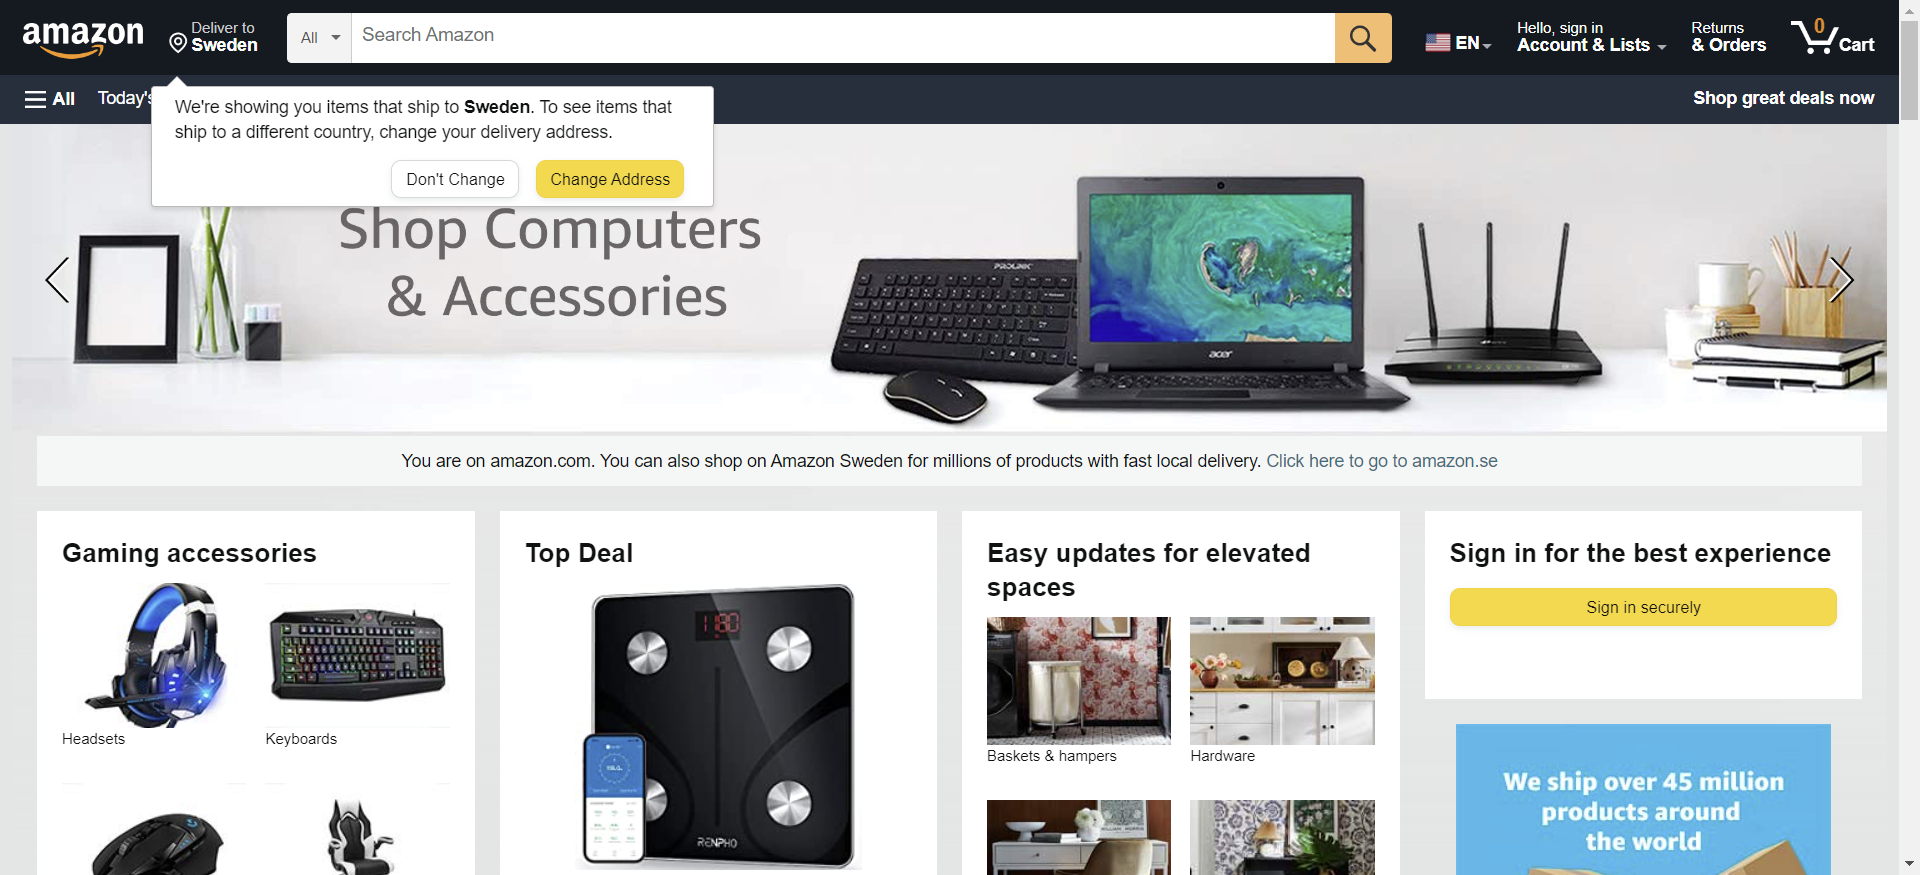 amazon
Deliver to
Sweden
All
Search Amazon
EN
Hello, sign in
Account & Lists
Returns
& Orders
0
Cart
All
Today's
Shop great deals now
We're showing you items that ship to Sweden. To see items that
ship to a different country, change your delivery address.
Don't Change
Change Address
Shop Computers
& Accessories
PROLINK
acer
You are on amazon.com. You can also shop on Amazon Sweden for millions of products with fast local delivery. Click here to go to amazon.se
Gaming accessories
Headsets
Keyboards
Top Deal
RENPHO
Easy updates for elevated
spaces
Baskets & hampers
Hardware
Sign in for the best experience
Sign in securely
We ship over 45 million
products around
the world